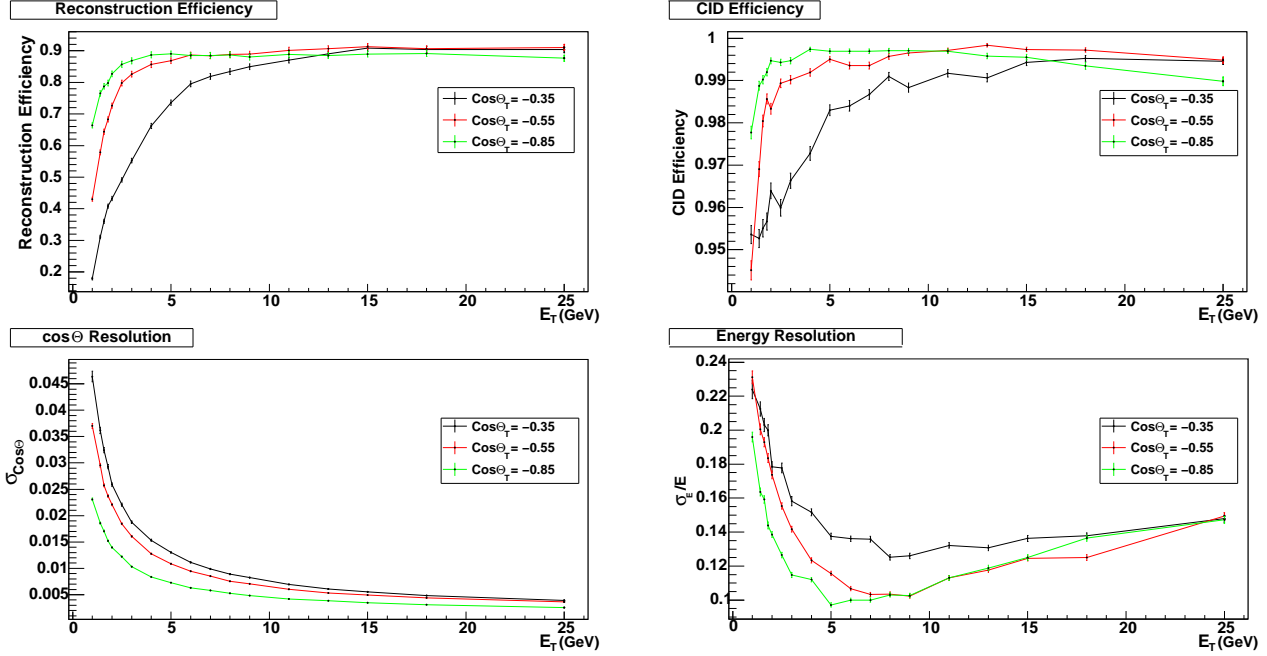 Reconstruction Efficiency
Reconstruction Efficiency
0.9
0.8
0.7
0.6
0.5
0.4
0.3
0.2
CosΘT = −0.35
CosΘT = −0.55
CosΘT = −0.85
0 5 10 15 20 25
ET(GeV)
CID Efficiency
CID Efficiency
1
0.99
0.98
0.97
0.96
0.95
CosΘT = −0.35
CosΘT = −0.55
CosΘT = −0.85
0 5 10 15 20 25
ET(GeV)
cosΘ Resolution
σCosΘ
0.045
0.04
0.035
0.03
0.025
0.02
0.015
0.01
0.005
CosΘT = −0.35
CosΘT = −0.55
CosΘT = −0.85
0 5 10 15 20 25
ET(GeV)
Energy Resolution
σE/E
0.24
0.22
0.2
0.18
0.16
0.14
0.12
0.1
CosΘT = −0.35
CosΘT = −0.55
CosΘT = −0.85
0 5 10 15 20 25
ET(GeV)